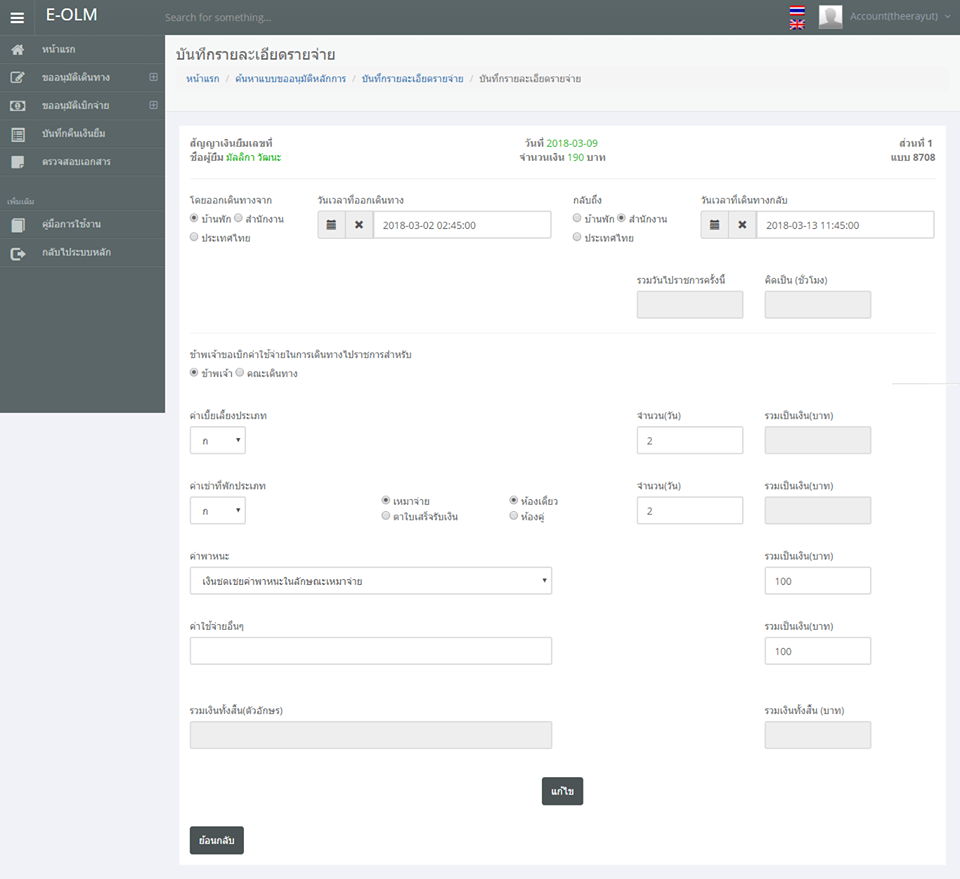 E-OLM
Search for something...
Account(theerayut)
หน้าแรก
ขออนุมัติเดินทาง
ขออนุมัติเบิกจ่าย
บันทึกคืนเงินยืม
ตรวจสอบเอกสาร
เพิ่มเติม
คู่มือการใช้งาน
กลับไประบบหลัก
บันทึกรายละเอียดรายจ่าย
หน้าแรก / ค้นหาแบบขออนุมัติหลักการ / บันทึกรายละเอียดรายจ่าย / บันทึกรายละเอียดรายจ่าย
สัญญาเงินยืมเลขที่ วันที่ 2018-03-09 ส่วนที่ 1
ชื่อผู้ยืม มัลลิกา วัฒนะ จำนวนเงิน 190 บาท แบบ 8708
โดยออกเดินทางจาก วันเวลาที่ออกเดินทาง กลับถึง วันเวลาที่เดินทางกลับ
บ้านพัก สำนักงาน 2018-03-02 02:45:00 บ้านพัก สำนักงาน 2018-03-13 11:45:00
ประเทศไทย ประเทศไทย
รวมวันไปราชการครั้งนี้ คิดเป็น (ชั่วโมง)
ข้าพเจ้าขอเบิกค่าใช้จ่ายในการเดินทางไปราชการสำหรับ
ข้าพเจ้า คณะเดินทาง
ค่าเบี้ยเลี้ยงประเภท จำนวน(วัน) รวมเป็นเงิน(บาท)
ก 2
ค่าเช่าที่พักประเภท จำนวน(วัน) รวมเป็นเงิน(บาท)
ก เหมาจ่าย ห้องเดี่ยว 2
ตาใบเสร็จรับเงิน ห้องคู่
ค่าพาหนะ รวมเป็นเงิน(บาท)
เงินชดเชยค่าพาหนะในลักษณะเหมาจ่าย 100
ค่าใช้จ่ายอื่นๆ รวมเป็นเงิน(บาท)
100
รวมเงินทั้งสิ้น(ตัวอักษร) รวมเงินทั้งสิ้น (บาท)
แก้ไข
ย้อนกลับ